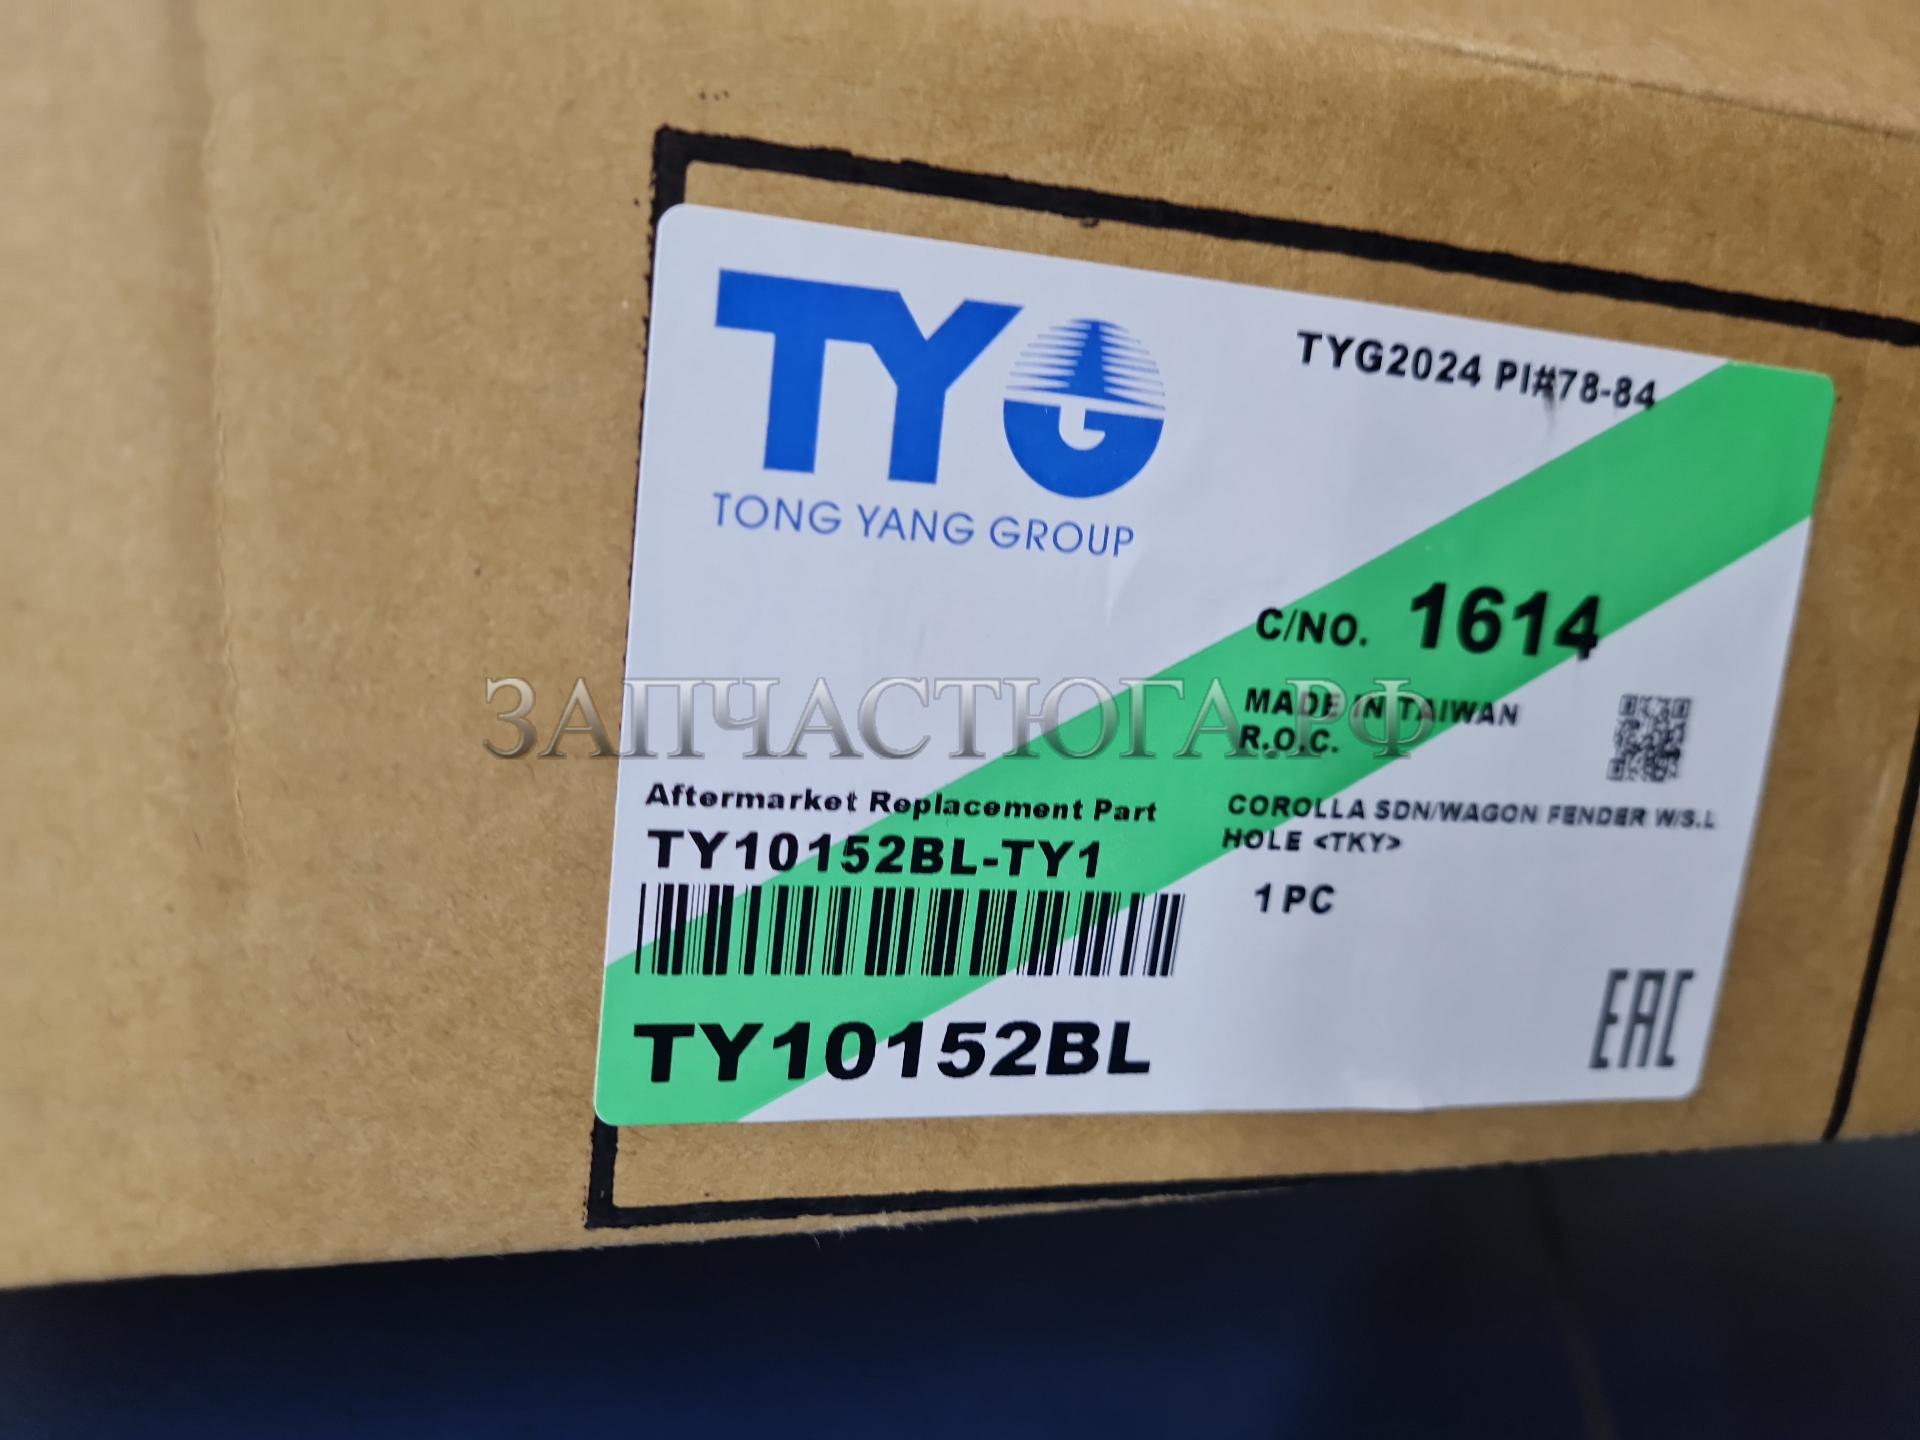 TYG
TONG YANG GROUP
TYG2024 PI#78-84
C/NO. 1614
MADE IN TAIWAN
R.O.C.
ЗАПЧАСТЮГА.РФ
Aftermarket Replacement Part
TY10152BL-TY1
COROLLA SDN/WAGON FENDER W/S.L
HOLE <TKY>
1 PC
TY10152BL
EAC